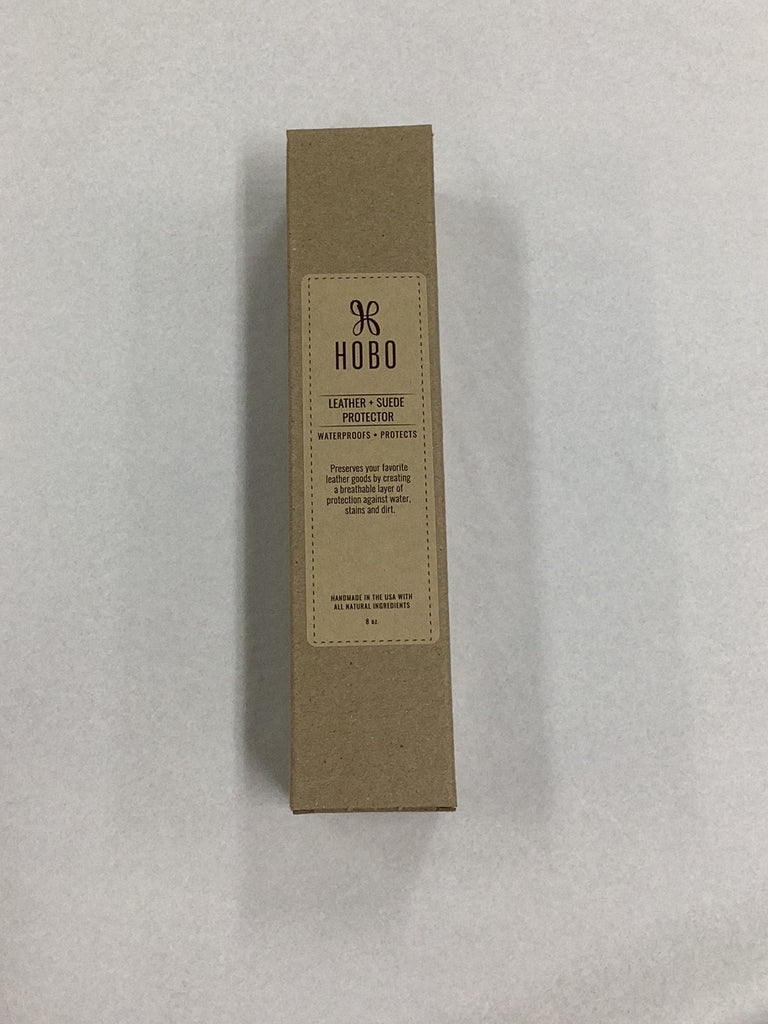 HOBO
LEATHER + SUEDE
PROTECTOR
WATERPROOFS • PROTECTS
Preserves your favorite
leather goods by creating
a breathable layer of
protection against water,
stains and dirt.
HANDMADE IN THE USA WITH
ALL NATURAL INGREDIENTS
8 oz.